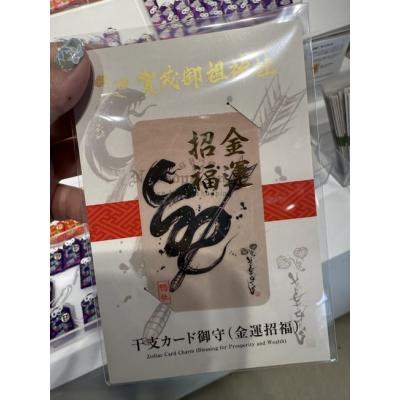 賀茂御祖神社
金運
招福
干支カード御守(金運招福)
Zodiac Card Charm (Blessing for Prosperity and Wealth)